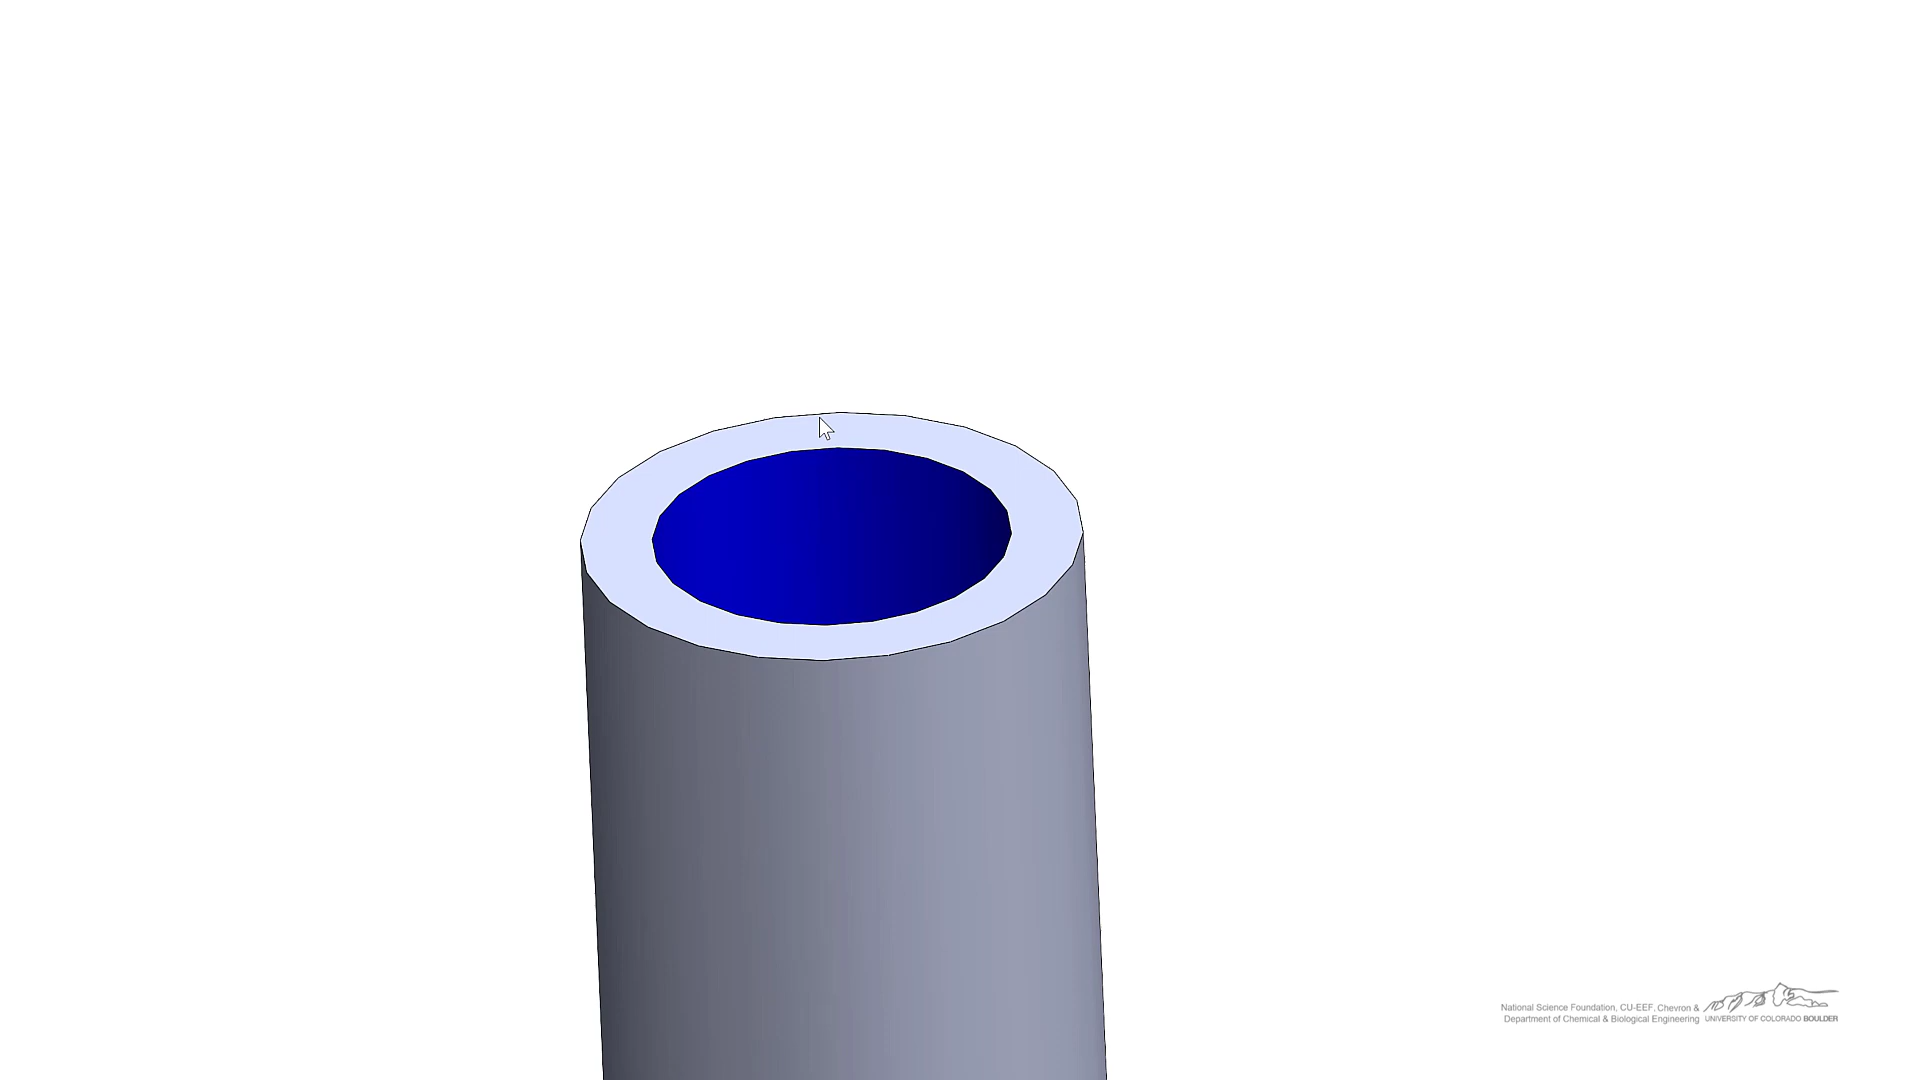 National Science Foundation, CU-EEF, Chevron &
Department of Chemical & Biological Engineering
UNIVERSITY OF COLORADO BOULDER